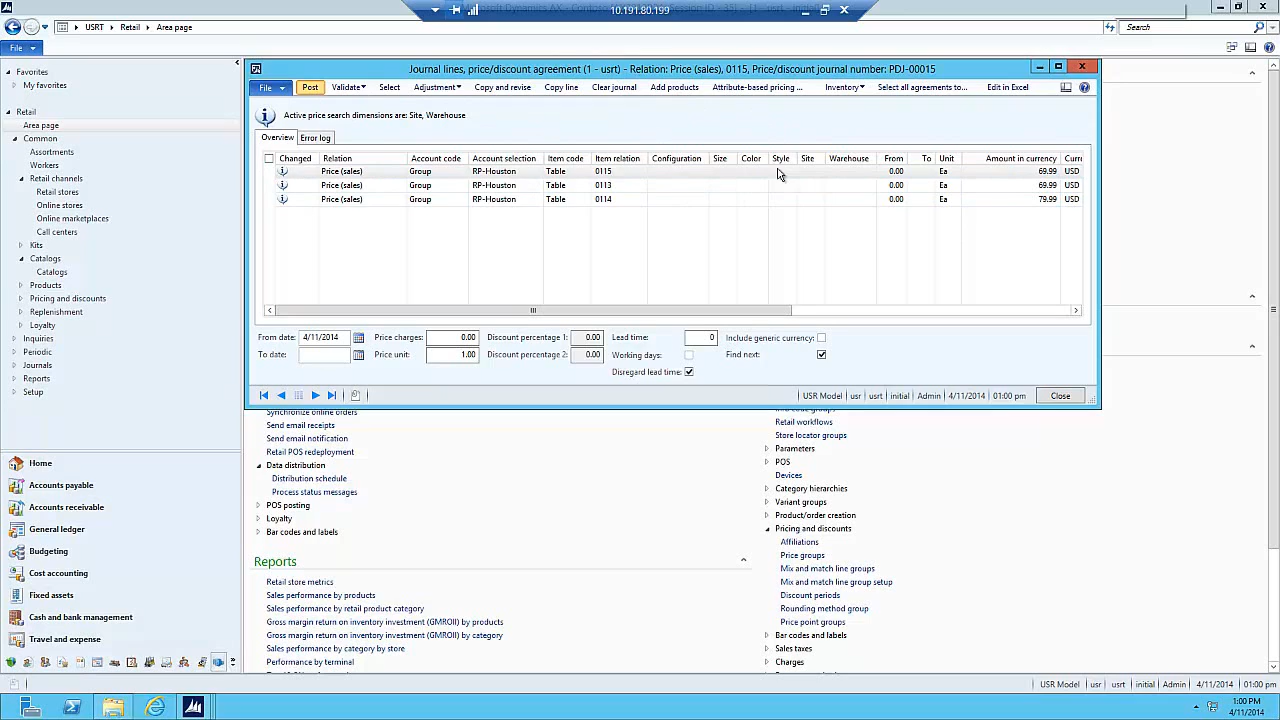 10.191.80.199
USRT Retail Area page Search
File
Favorites
My favorites
Retail
Area page
Common
Assortments
Workers
Retail channels
Retail stores
Online stores
Online marketplaces
Call centers
Kits
Catalogs
Catalogs
Products
Pricing and discounts
Replenishment
Loyalty
Inquiries
Periodic
Journals
Reports
Setup
Home
Accounts payable
Accounts receivable
General ledger
Budgeting
Cost accounting
Fixed assets
Cash and bank management
Travel and expense
Journal lines, price/discount agreement (1 - usrt) - Relation: Price (sales), 0115, Price/discount journal number: PDJ-00015
File Post Validate Select Adjustment Copy and revise Copy line Clear journal Add products Attribute-based pricing ... Inventory Select all agreements to... Edit in Excel
Active price search dimensions are: Site, Warehouse
Overview Error log
Changed Relation Account code Account selection Item code Item relation Configuration Size Color Style Site Warehouse From To Unit Amount in currency Curre
Price (sales) Group RP-Houston Table 0115 0.00 Ea 69.99 USD
Price (sales) Group RP-Houston Table 0113 0.00 Ea 69.99 USD
Price (sales) Group RP-Houston Table 0114 0.00 Ea 79.99 USD
From date: 4/11/2014 Price charges: 0.00 Discount percentage 1: 0.00 Lead time: 0 Include generic currency:
To date: Price unit: 1.00 Discount percentage 2: 0.00 Working days: Find next:
Disregard lead time:
USR Model usr usrt initial Admin 4/11/2014 01:00 pm Close
Synchronize online orders
Send email receipts
Send email notification
Retail POS redeployment
Data distribution
Distribution schedule
Process status messages
POS posting
Loyalty
Bar codes and labels
Reports
Retail store metrics
Sales performance by products
Sales performance by retail product category
Gross margin return on inventory investment (GMROII) by products
Gross margin return on inventory investment (GMROII) by category
Sales performance category by store
Performance by terminal
Retail workflows
Store locator groups
Parameters
POS
Devices
Category hierarchies
Variant groups
Product/order creation
Pricing and discounts
Affiliations
Price groups
Mix and match line groups
Mix and match line group setup
Discount periods
Rounding method group
Price point groups
Bar codes and labels
Sales taxes
Charges
USR Model usr usrt initial Admin 4/11/2014 01:00 pm
1:00 PM
4/11/2014